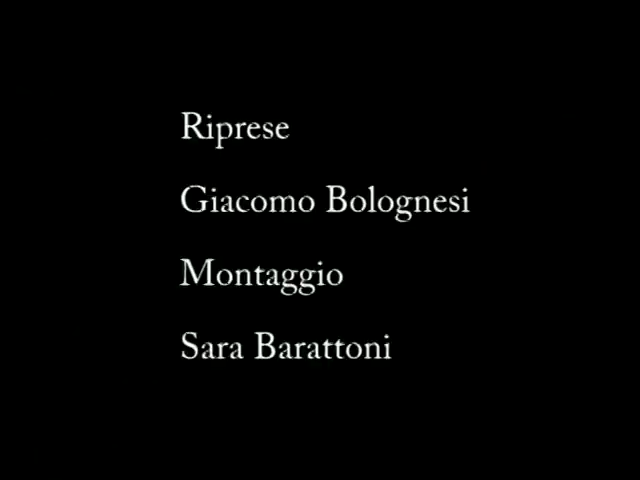 Riprese
Giacomo Bolognesi
Montaggio
Sara Barattoni